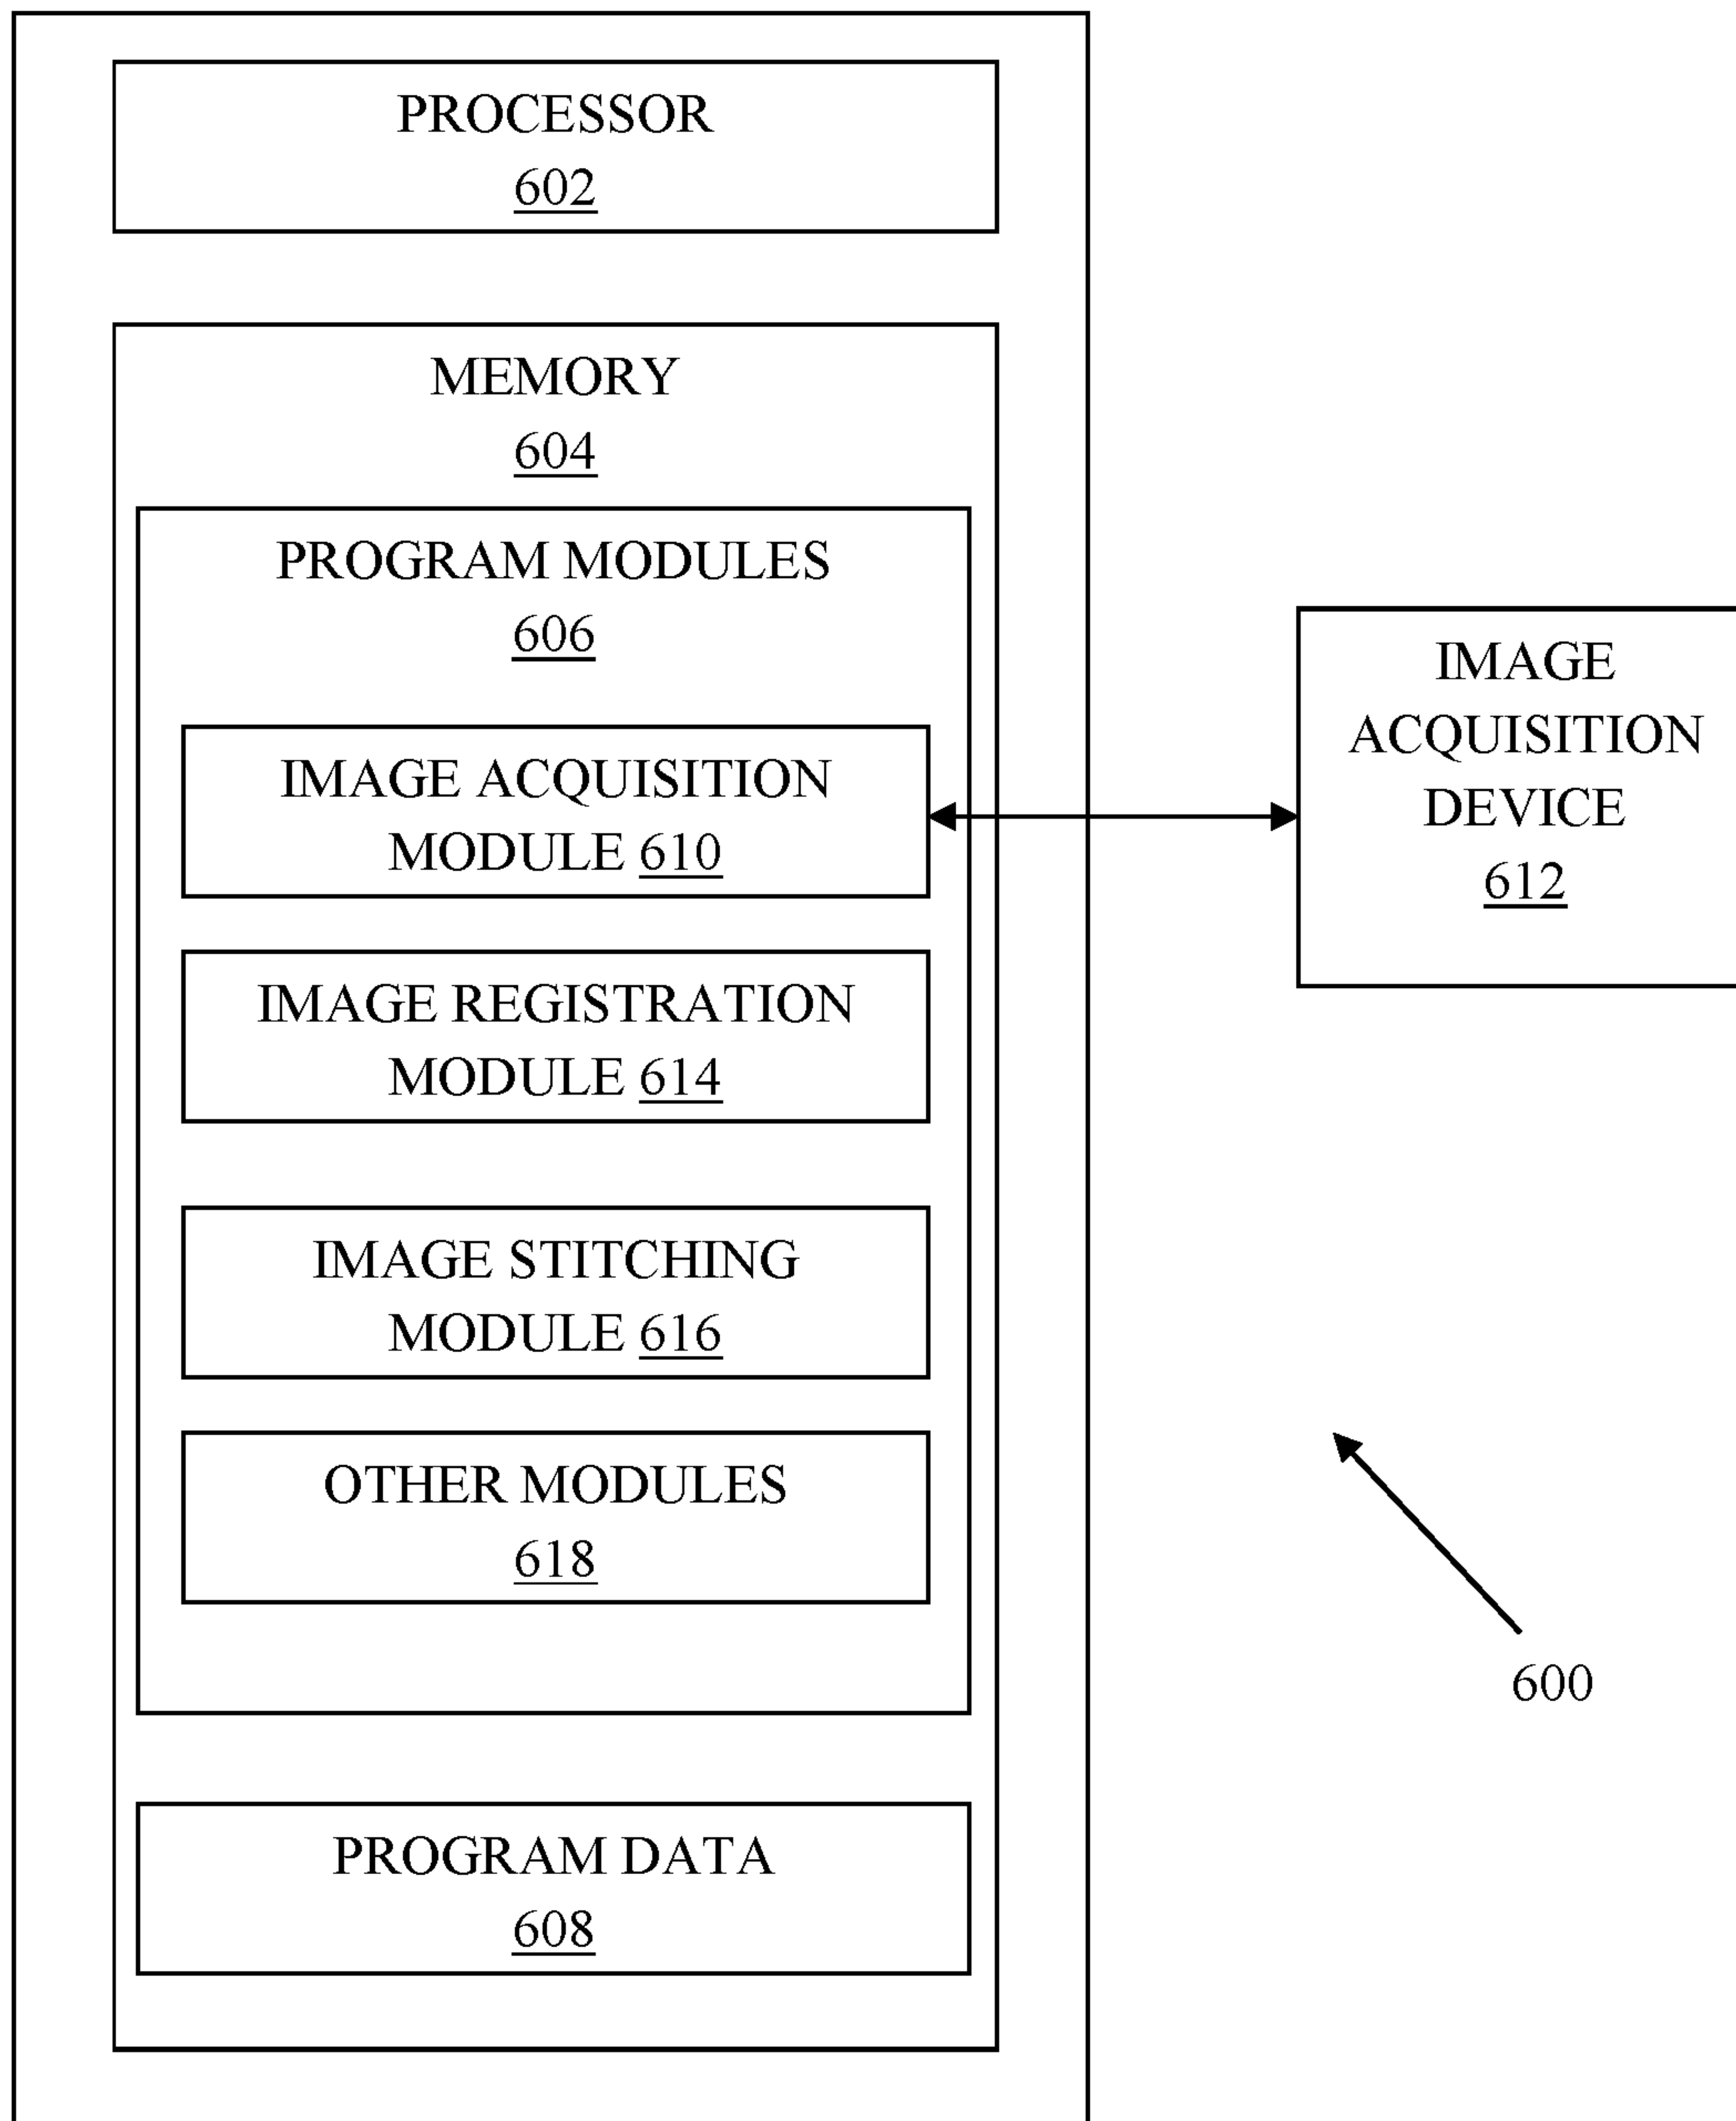 PROCESSOR
602
MEMORY
604
PROGRAM MODULES
606
IMAGE ACQUISITION
MODULE 610
IMAGE REGISTRATION
MODULE 614
IMAGE STITCHING
MODULE 616
OTHER MODULES
618
PROGRAM DATA
608
IMAGE
ACQUISITION
DEVICE
612
600